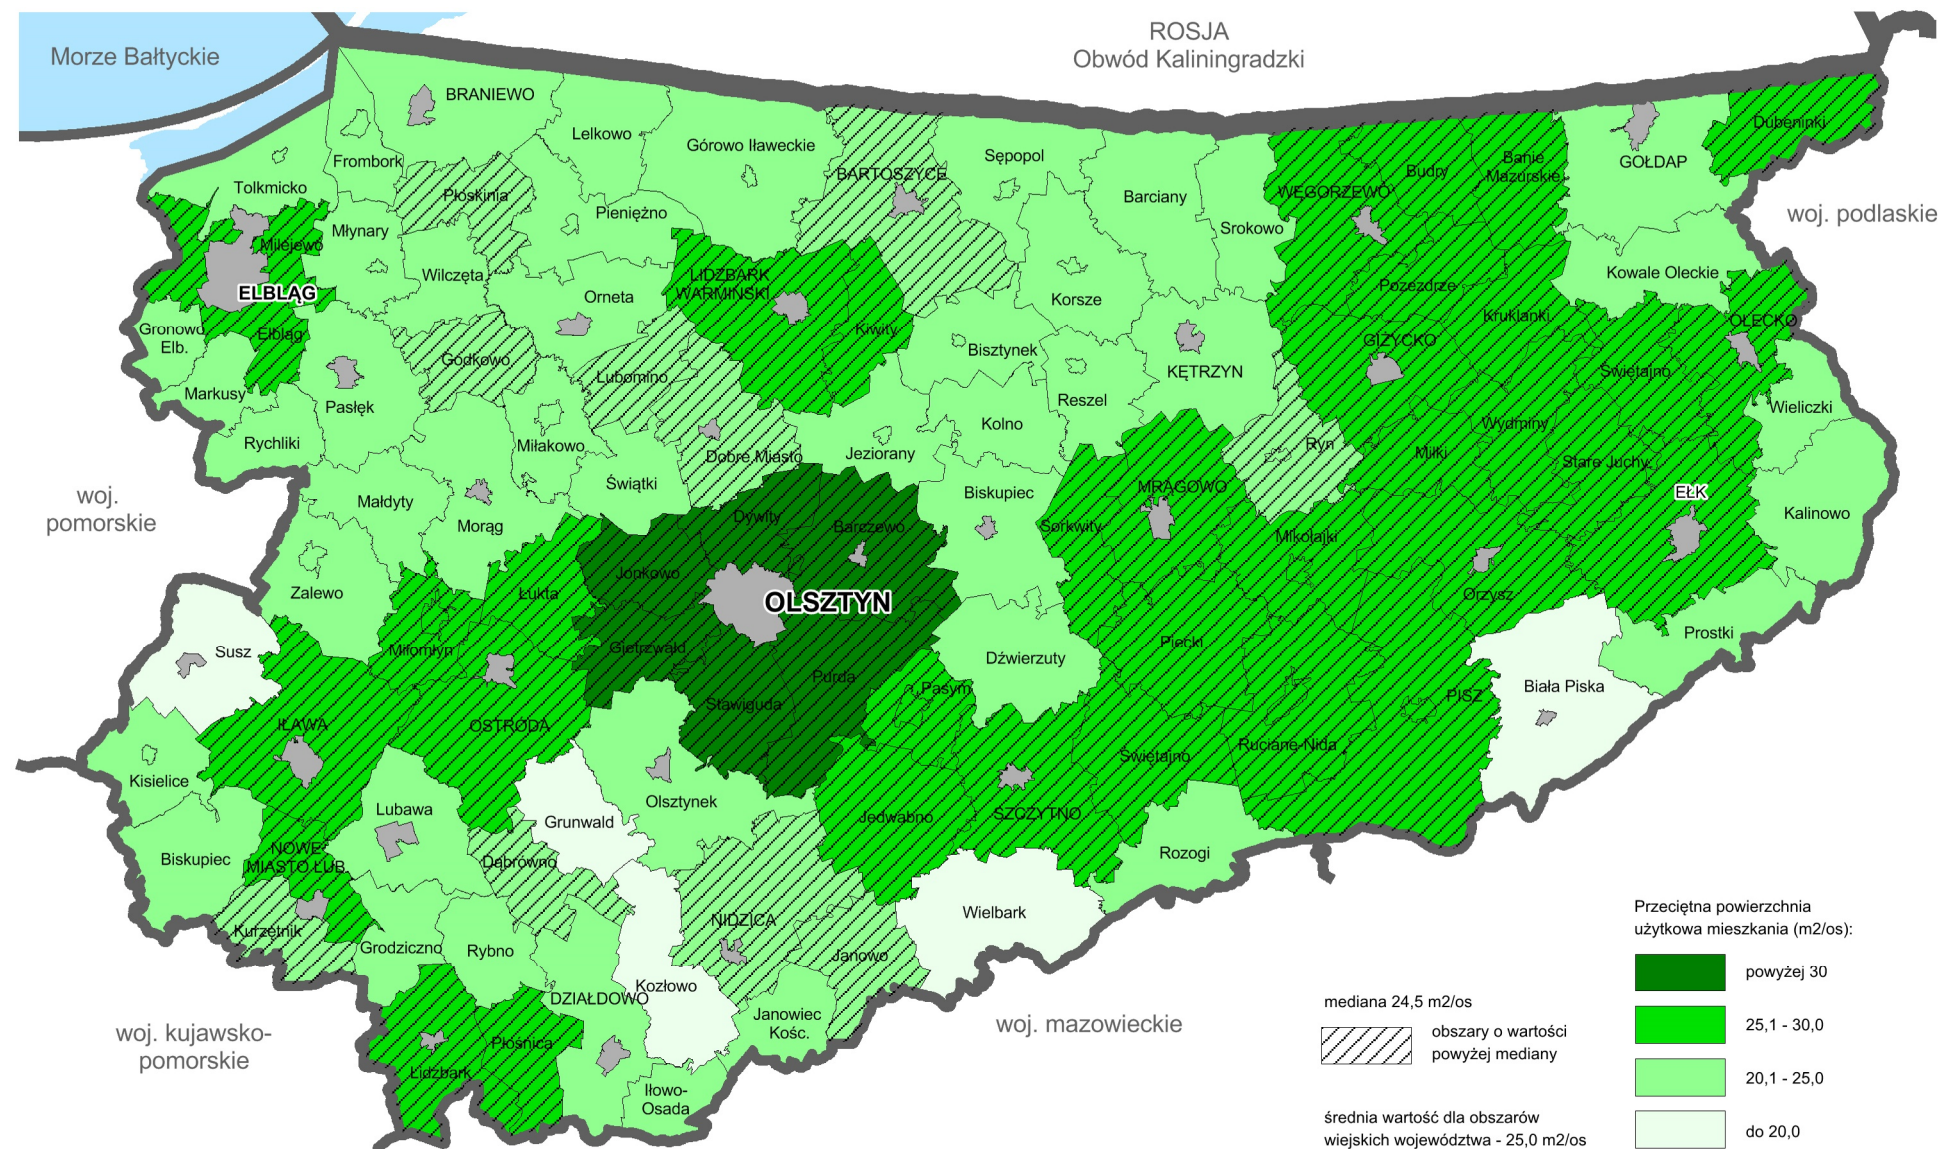 Morze Bałtyckie
ROSJA
Obwód Kaliningradzki
BRANIEWO
Lelkowo
Górowo Iławeckie
Frombork
Tolkmicko
Płoskinia
Pieniężno
BARTOSZYCE
Sępopol
Barciany
Srokowo
WĘGORZEWO
Budry
Banie
Mazurskie
GOŁDAP
Dubeninki
woj. podlaskie
Milejewo
Młynary
Wilczęta
Orneta
LIDZBARK
WARMIŃSKI
Kiwity
Korsze
Pozezdrze
Kruklanki
Kowale Oleckie
OLECKO
ELBLĄG
Elbląg
Gronowo
Elb.
Markusy
Pasłęk
Godkowo
Lubomino
Bisztynek
KĘTRZYN
GIŻYCKO
Świętajno
Wieliczki
Rychliki
Miłakowo
Dobre Miasto
Jeziorany
Kolno
Reszel
Ryn
Miłki
Wydminy
Stare Juchy
EŁK
Kalinowo
woj.
pomorskie
Małdyty
Morąg
Świątki
Dywity
Barczewo
Biskupiec
Sorkwity
MRĄGOWO
Mikołajki
Orzysz
Prostki
Zalewo
Łukta
Jonkowo
OLSZTYN
Susz
Miłomłyn
Gietrzwałd
Purda
Dźwierzuty
Piecki
Biała Piska
IŁAWA
OSTRÓDA
Stawiguda
Pasym
Świętajno
Ruciane-Nida
PISZ
Kisielice
Lubawa
Grunwald
Olsztynek
Jedwabno
SZCZYTNO
Rozogi
Biskupiec
NOWE
MIASTO LUB.
Dąbrówno
Kurzętnik
Grodziczno
Rybno
NIDZICA
Janowo
Wielbark
Kozłowo
DZIAŁDOWO
Janowiec
Kośc.
Płośnica
Lidzbark
Iłowo-
Osada
woj. kujawsko-
pomorskie
woj. mazowieckie
mediana 24,5 m2/os
obszary o wartości
powyżej mediany
średnia wartość dla obszarów
wiejskich województwa - 25,0 m2/os
Przeciętna powierzchnia
użytkowa mieszkania (m2/os):
powyżej 30
25,1 - 30,0
20,1 - 25,0
do 20,0